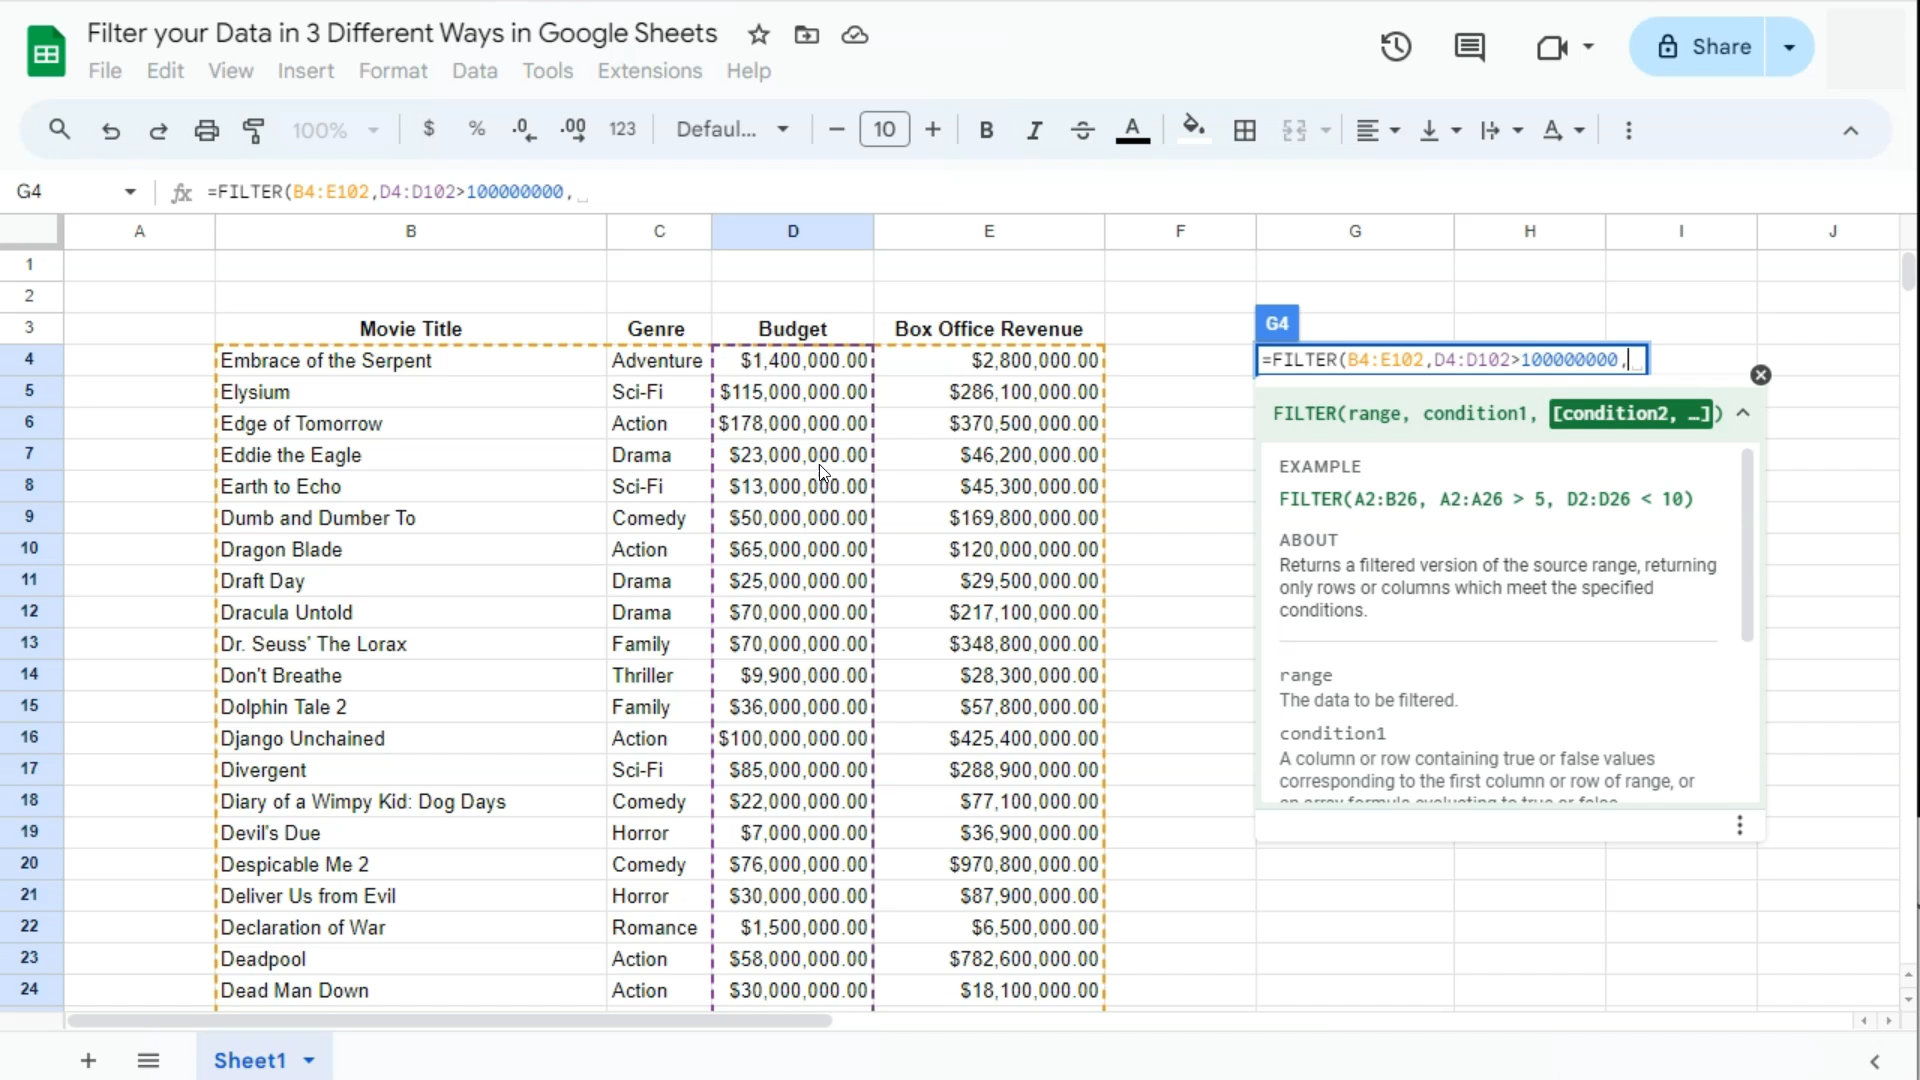 Filter your Data in 3 Different Ways in Google Sheets
File Edit View Insert Format Data Tools Extensions Help
Share
100% $ % .0 .00 123 Defaul... 10 B I A
G4 fx =FILTER(B4:E102,D4:D102>100000000,
A B C D E F G H I J
1
2
3 Movie Title Genre Budget Box Office Revenue G4
4 Embrace of the Serpent Adventure $1,400,000.00 $2,800,000.00 =FILTER(B4:E102,D4:D102>100000000,
5 Elysium Sci-Fi $115,000,000.00 $286,100,000.00
6 Edge of Tomorrow Action $178,000,000.00 $370,500,000.00
7 Eddie the Eagle Drama $23,000,000.00 $46,200,000.00
8 Earth to Echo Sci-Fi $13,000,000.00 $45,300,000.00
9 Dumb and Dumber To Comedy $50,000,000.00 $169,800,000.00
10 Dragon Blade Action $65,000,000.00 $120,000,000.00
11 Draft Day Drama $25,000,000.00 $29,500,000.00
12 Dracula Untold Drama $70,000,000.00 $217,100,000.00
13 Dr. Seuss' The Lorax Family $70,000,000.00 $348,800,000.00
14 Don't Breathe Thriller $9,900,000.00 $28,300,000.00
15 Dolphin Tale 2 Family $36,000,000.00 $57,800,000.00
16 Django Unchained Action $100,000,000.00 $425,400,000.00
17 Divergent Sci-Fi $85,000,000.00 $288,900,000.00
18 Diary of a Wimpy Kid: Dog Days Comedy $22,000,000.00 $77,100,000.00
19 Devil's Due Horror $7,000,000.00 $36,900,000.00
20 Despicable Me 2 Comedy $76,000,000.00 $970,800,000.00
21 Deliver Us from Evil Horror $30,000,000.00 $87,900,000.00
22 Declaration of War Romance $1,500,000.00 $6,500,000.00
23 Deadpool Action $58,000,000.00 $782,600,000.00
24 Dead Man Down Action $30,000,000.00 $18,100,000.00
FILTER(range, condition1, [condition2, …])
EXAMPLE
FILTER(A2:B26, A2:A26 > 5, D2:D26 < 10)
ABOUT
Returns a filtered version of the source range, returning
only rows or columns which meet the specified
conditions.
range
The data to be filtered.
condition1
A column or row containing true or false values
corresponding to the first column or row of range, or
an array formula evaluating to true or false.
Sheet1